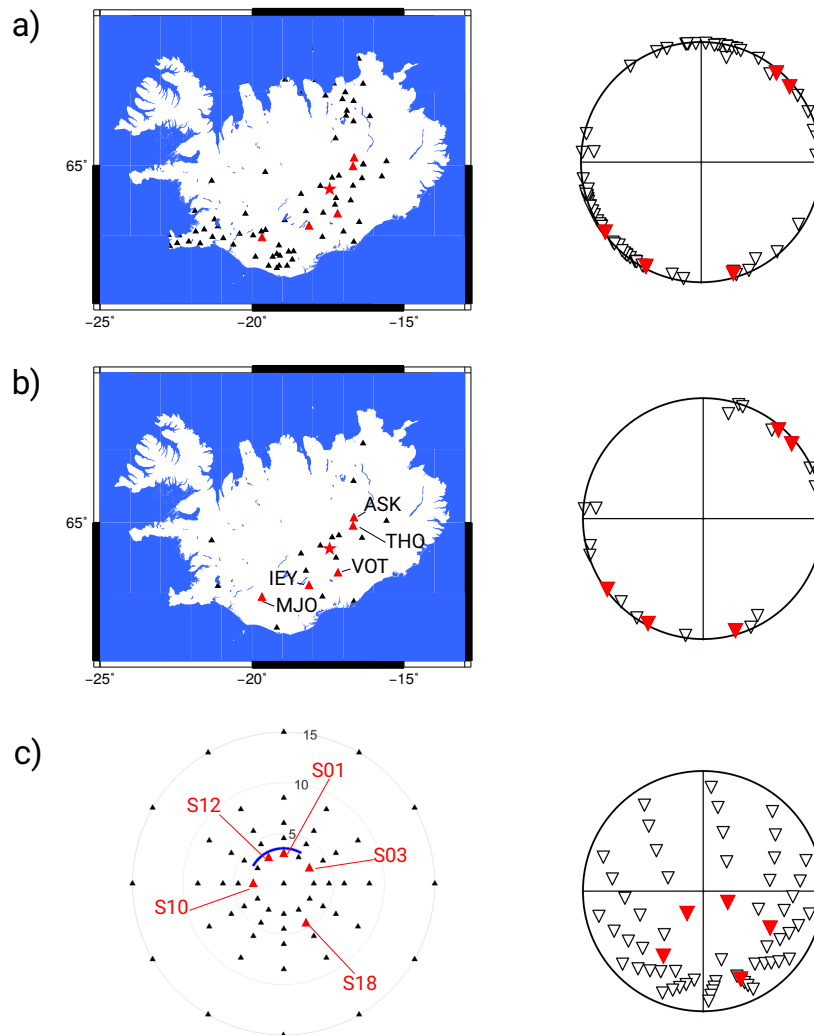 a)
65˚
−25˚ −20˚ −15˚
b)
ASK
65˚
THO
IEY
VOT
MJO
−25˚ −20˚ −15˚
c)
15
S01
10
S12
5
S03
S10
S18